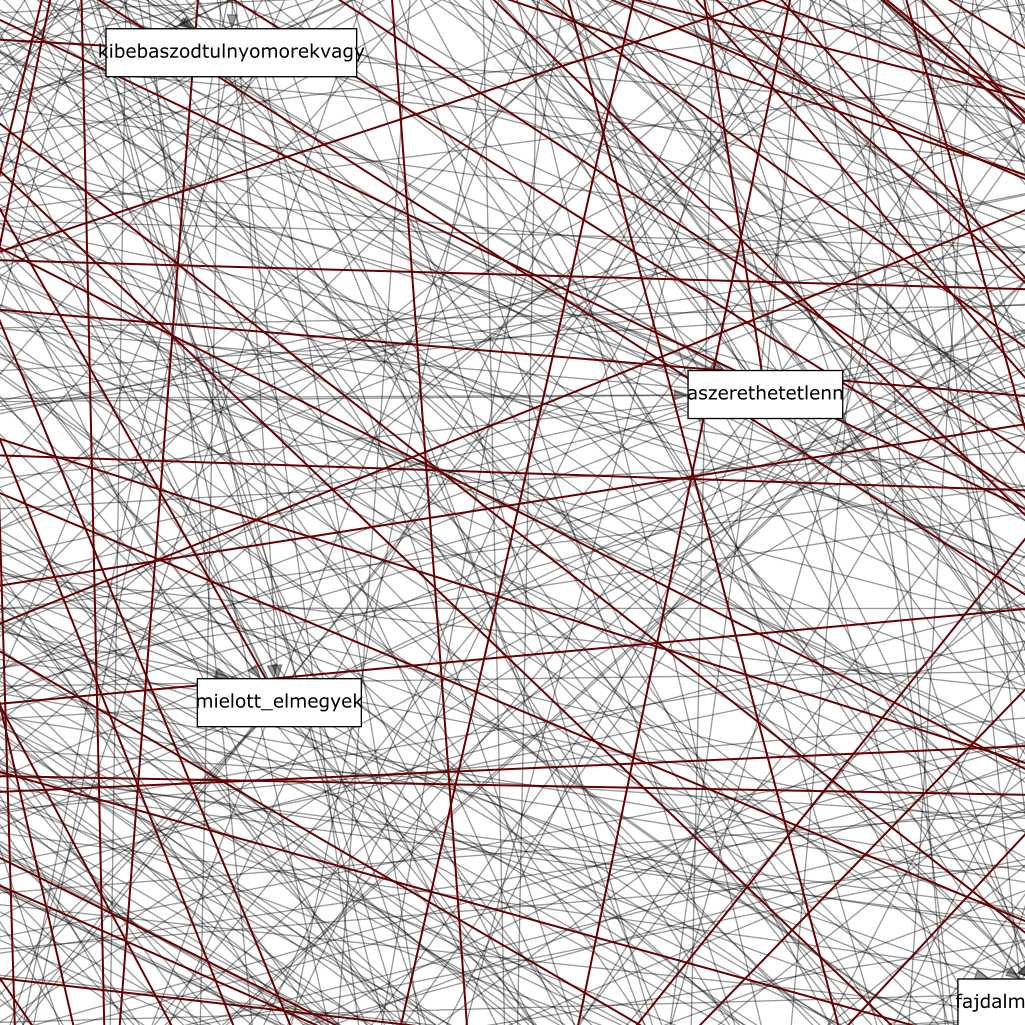 kibebaszodtulnyomorekvagy
aszerethetetlenn
mielott_elmegyek
fajdalm